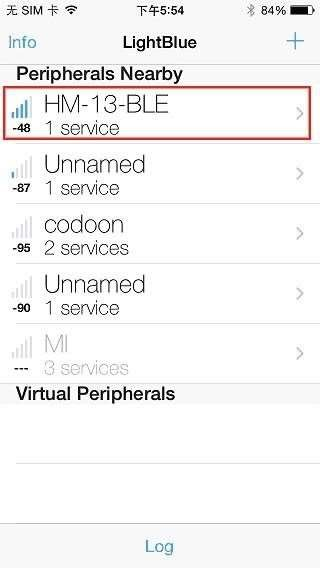 无 SIM 卡 下午5:54 84%
Info LightBlue +
Peripherals Nearby
HM-13-BLE
-48 1 service
Unnamed
-87 1 service
codoon
-95 2 services
Unnamed
-90 1 service
MI
--- 3 services
Virtual Peripherals
Log